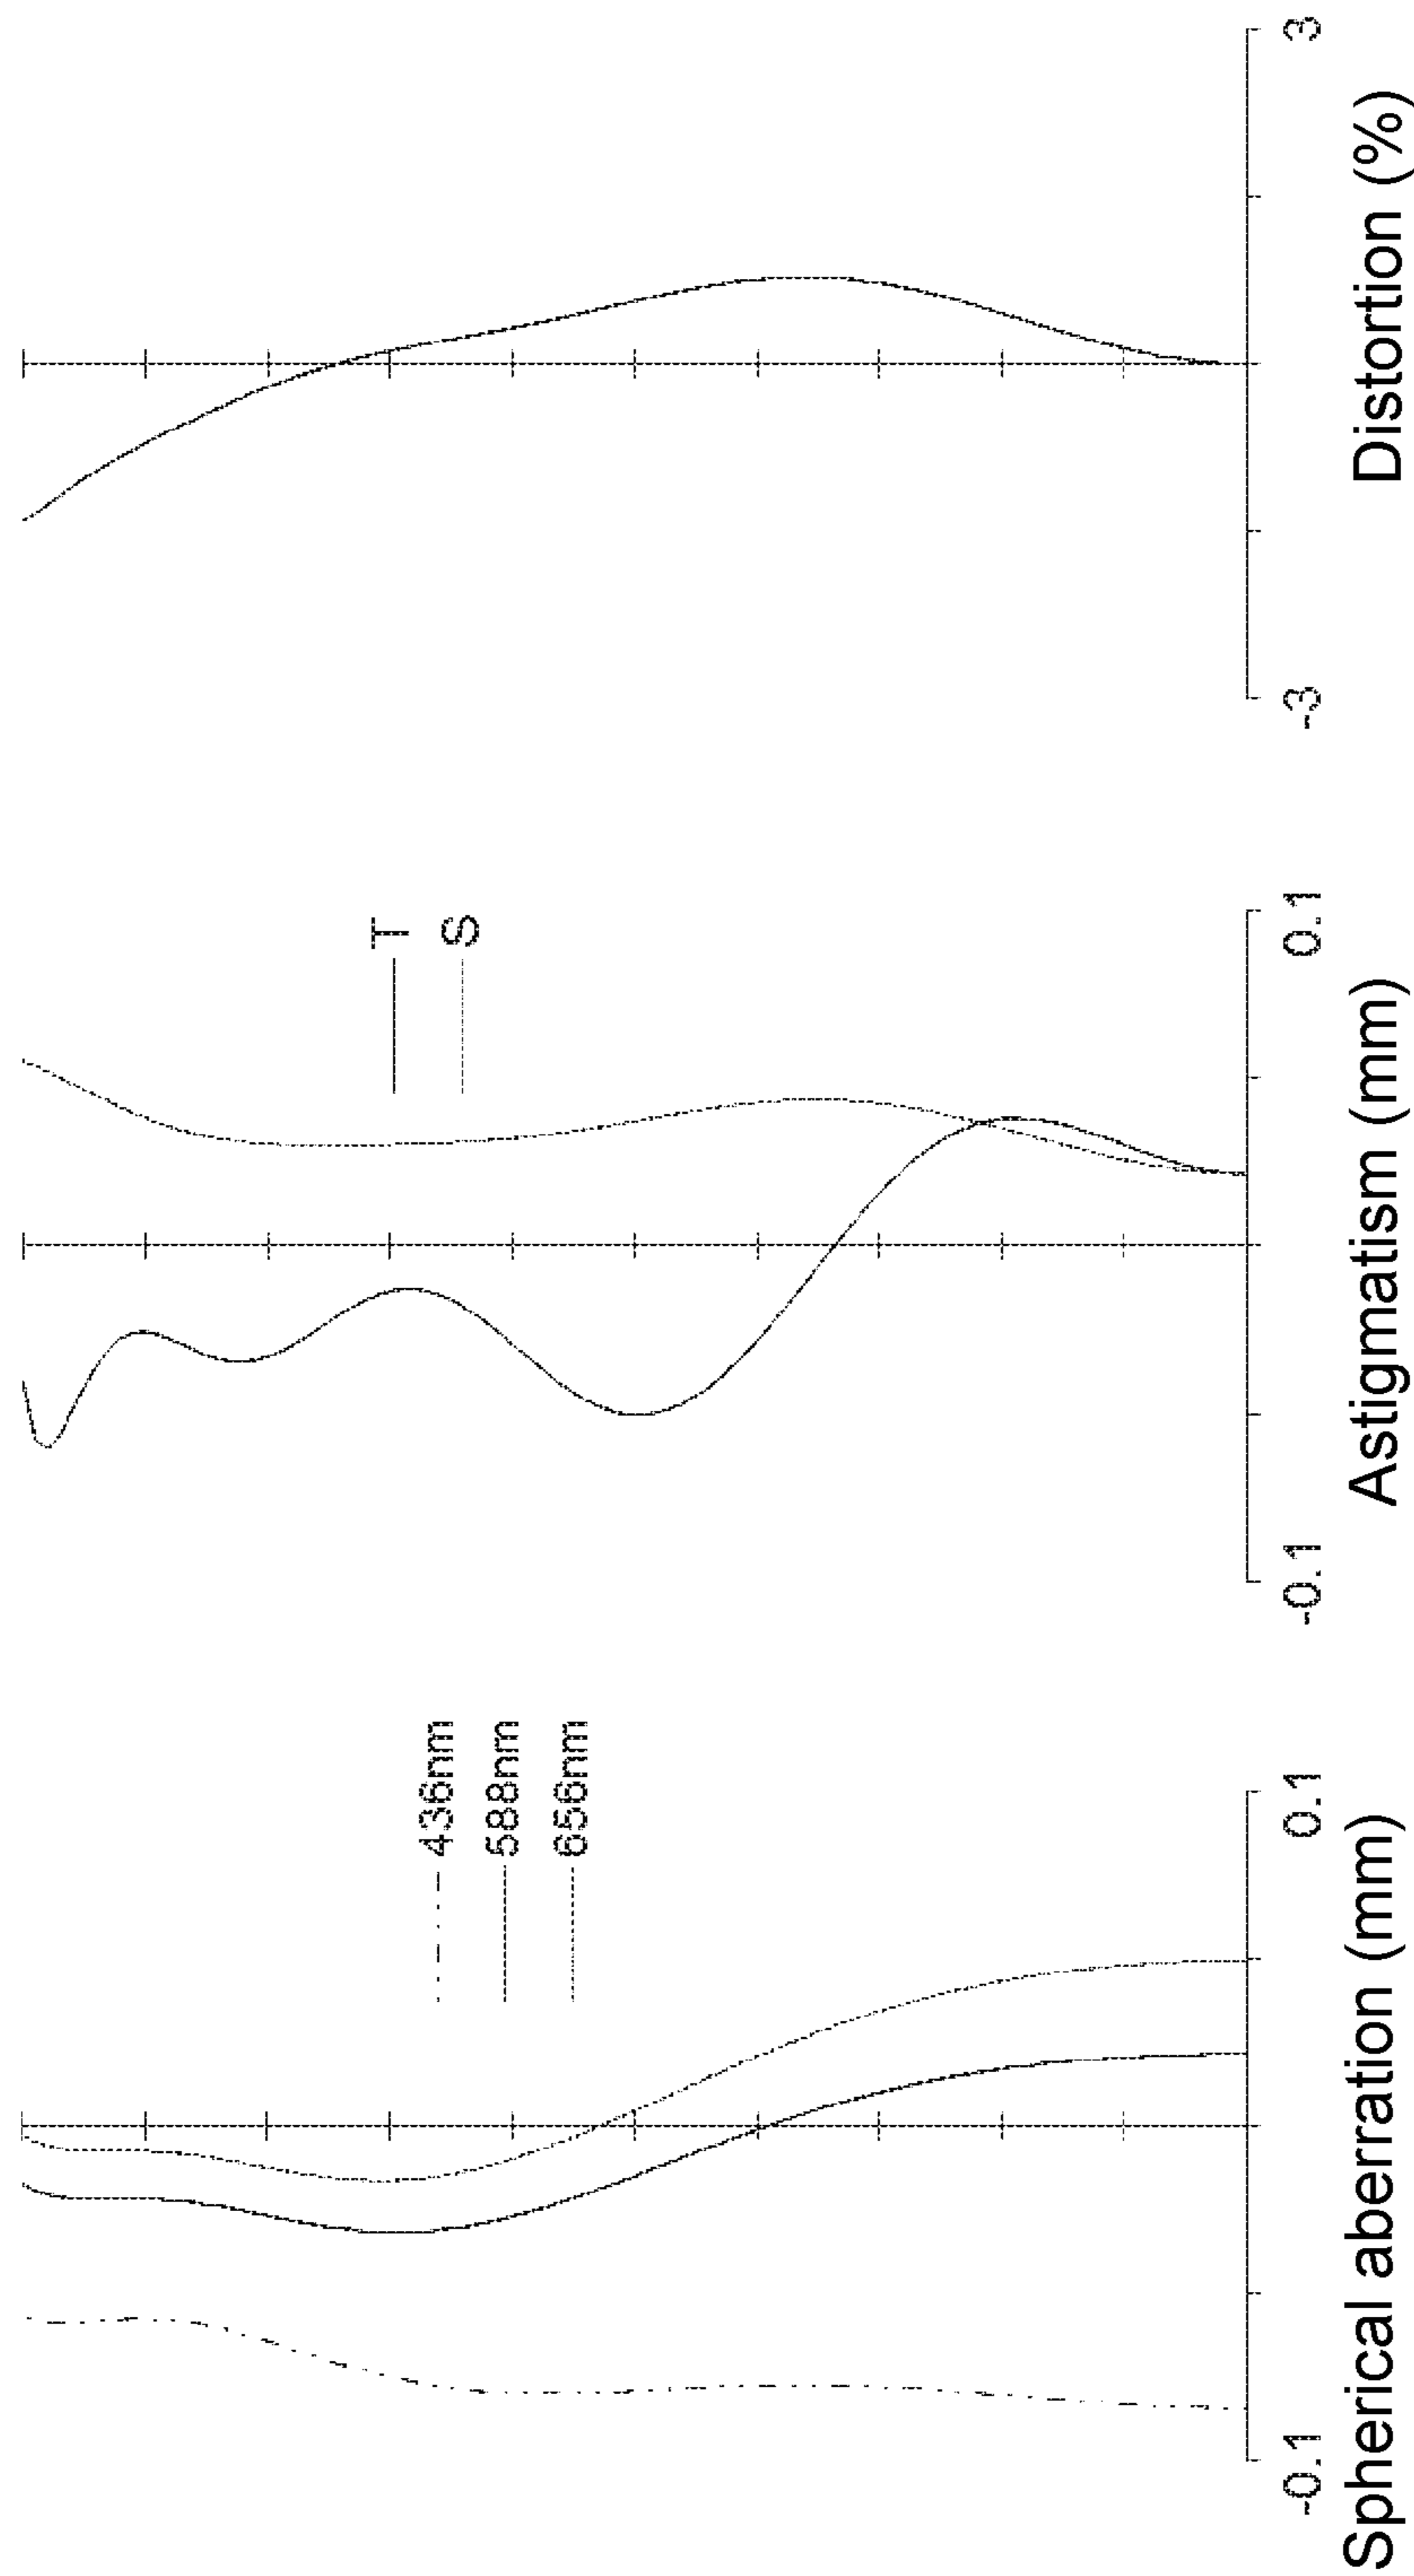 436nm
588nm
656nm
-0.1
0.1
Spherical aberration (mm)
T
S
-0.1
0.1
Astigmatism (mm)
-3
3
Distortion (%)